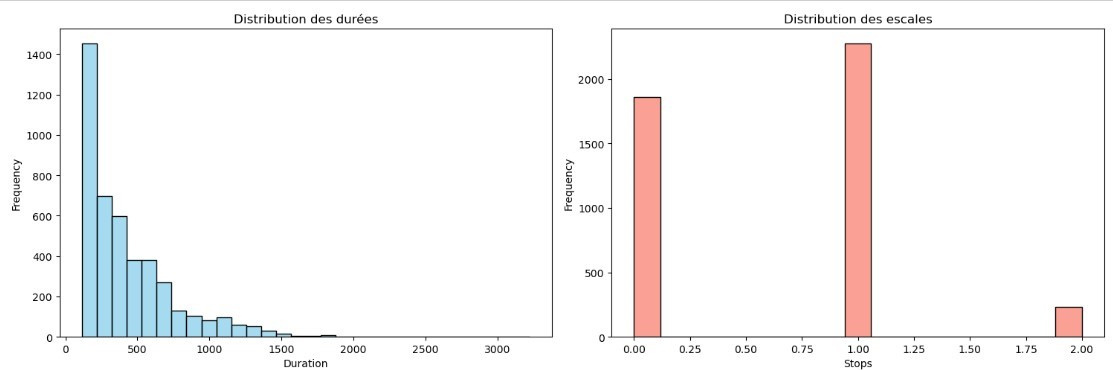 Distribution des durées
1400
1200
1000
800
600
400
200
0
Frequency
0 500 1000 1500 2000 2500 3000
Duration
Distribution des escales
2000
1500
1000
500
0
Frequency
0.00 0.25 0.50 0.75 1.00 1.25 1.50 1.75 2.00
Stops